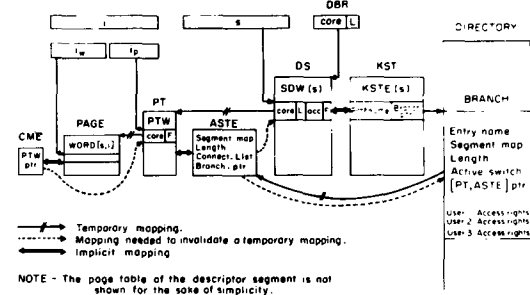 DBR
core L
i
s
DIRECTORY
i w
i p
DS
KST
SDW (s)
KSTE (s)
PT
PTW
core F
core L acc F
BRANCH
PAGE
WORD [s,i]
CME
PTW
ptr
ASTE
Segment map
Length
Connect. List
Branch. ptr
Entry name
Segment map
Length
Active switch
[PT, ASTE] ptr
User 1 Access rights
User 2 Access rights
User 3 Access rights
Temporary mapping.
Mapping needed to invalidate a temporary mapping.
Implicit mapping
NOTE - The page table of the descriptor segment is not
shown for the sake of simplicity.